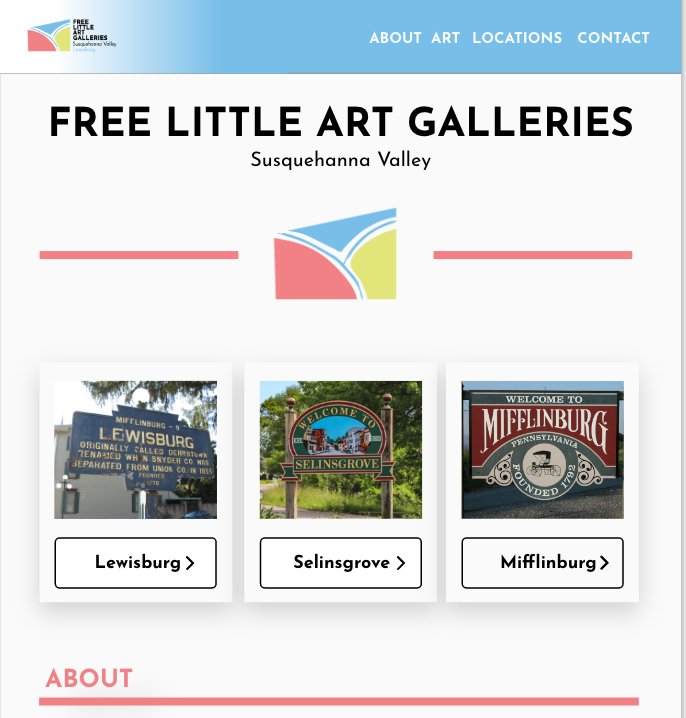 FREE
LITTLE
ART
GALLERIES
Susquehanna Valley
Lewisburg
ABOUT ART LOCATIONS CONTACT
FREE LITTLE ART GALLERIES
Susquehanna Valley
MIFFLINBURG - 9
LEWISBURG
ORIGINALLY CALLED DERRSTOWN
RENAMED WHEN SNYDER CO. WAS
SEPARATED FROM UNION CO. IN 1855
FOUNDED
WELCOME TO
SELINSGROVE
WELCOME TO
MIFFLINBURG
PENNSYLVANIA
FOUNDED 1792
Lewisburg
Selinsgrove
Mifflinburg
ABOUT